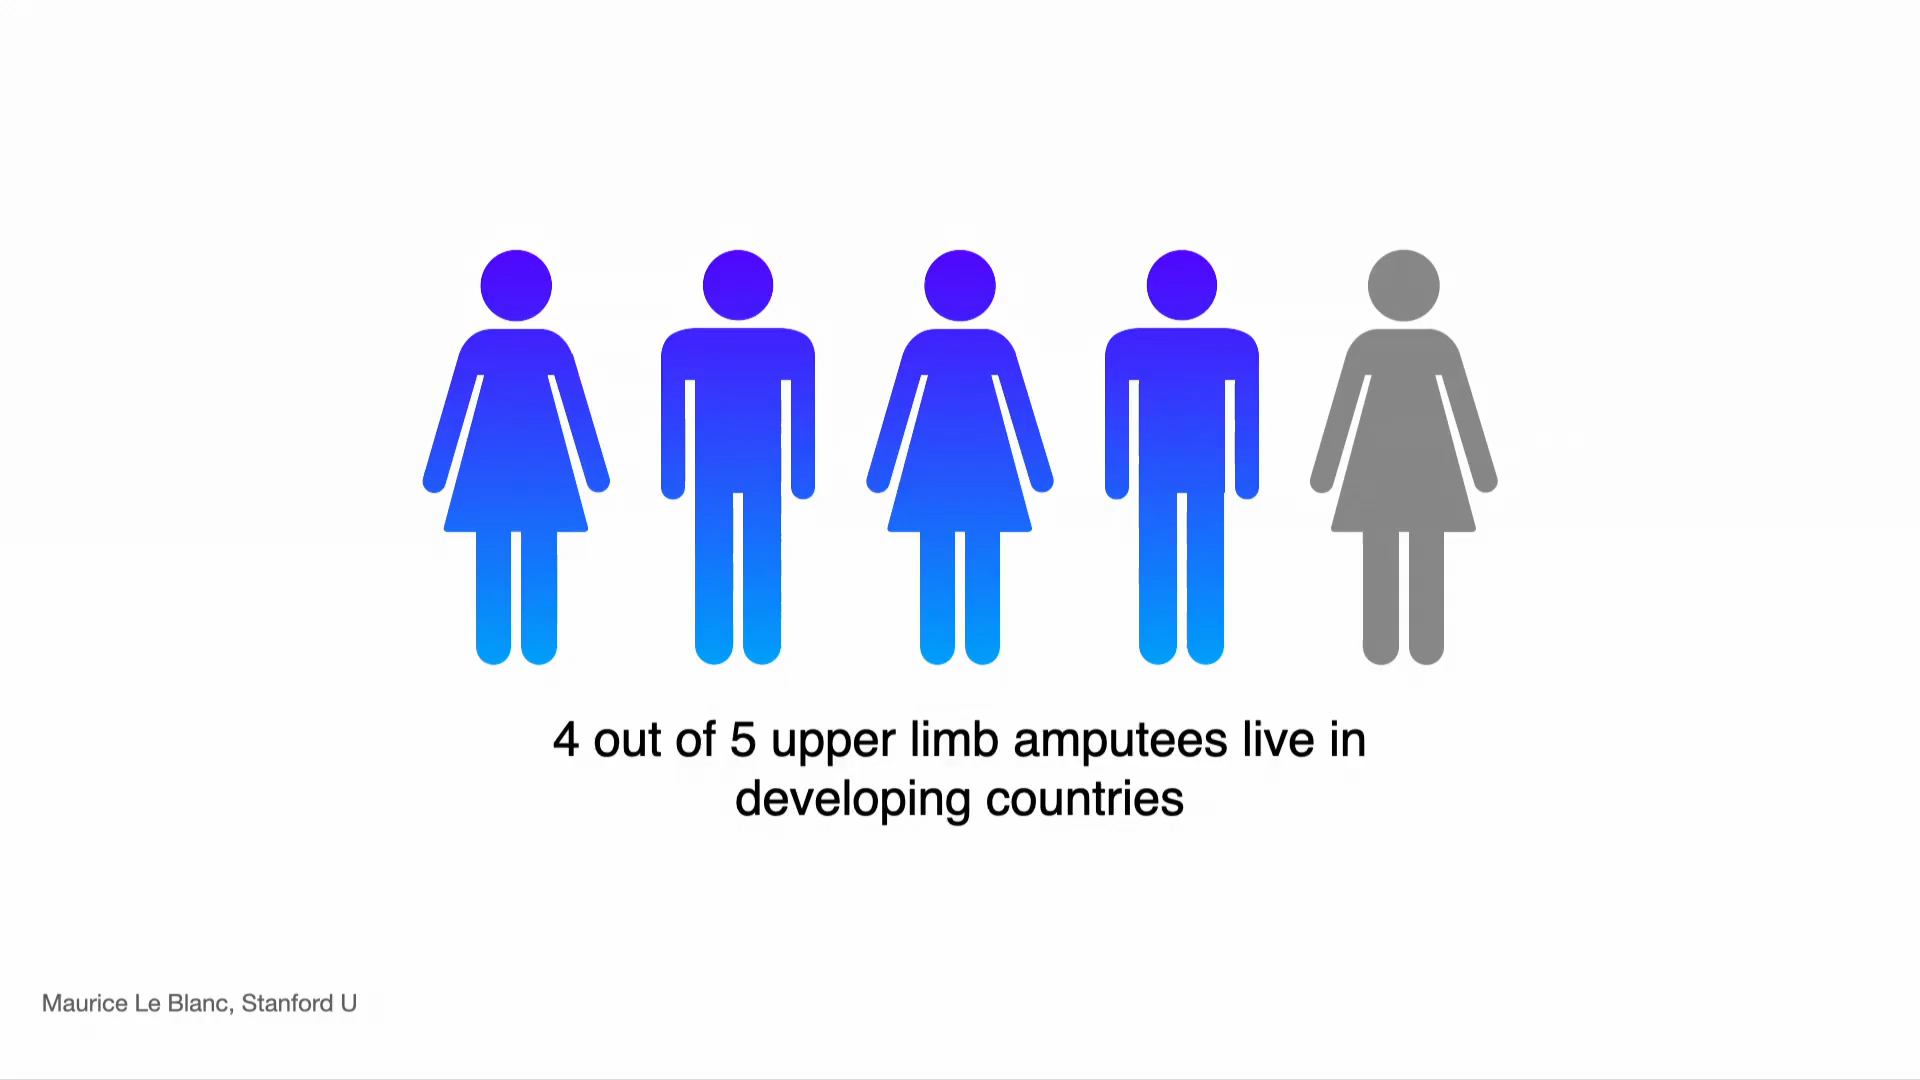 4 out of 5 upper limb amputees live in
developing countries
Maurice Le Blanc, Stanford U